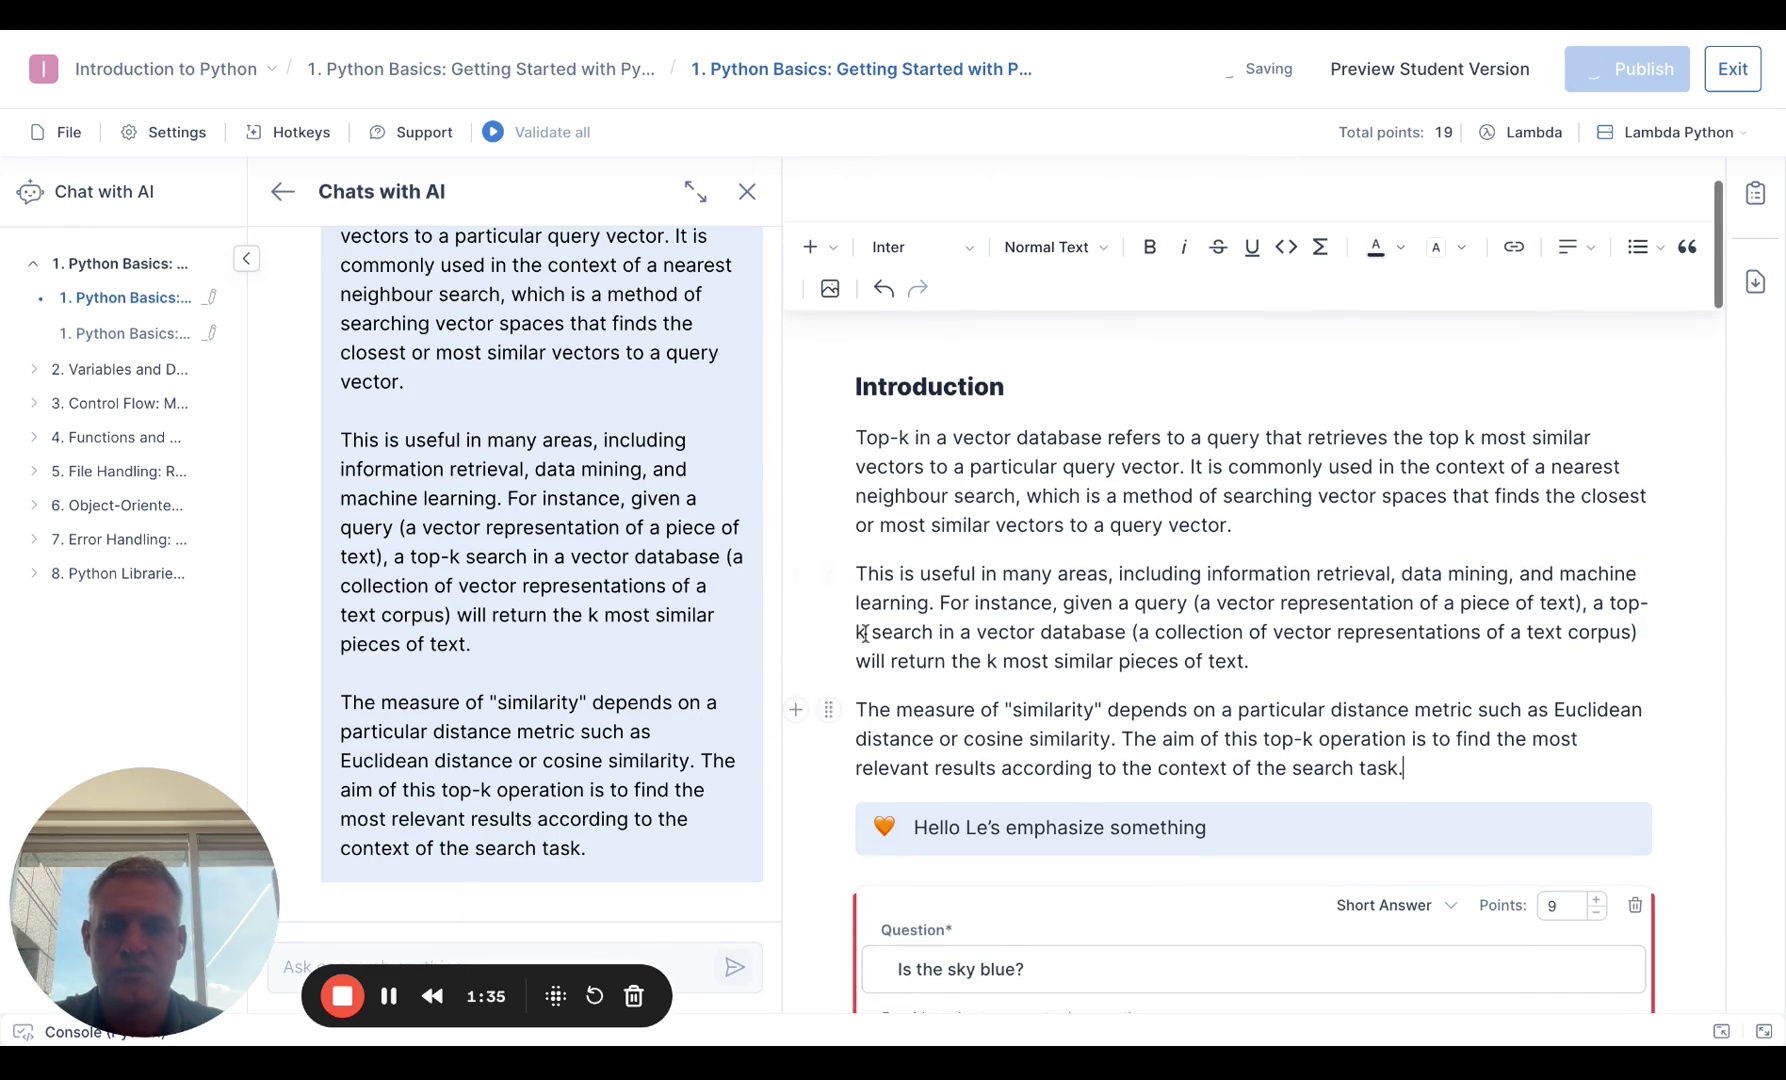 I
Introduction to Python
/
1. Python Basics: Getting Started with Py...
/
1. Python Basics: Getting Started with P...
Saving
Preview Student Version
Publish
Exit
File
Settings
Hotkeys
Support
Validate all
Total points: 19
Lambda
Lambda Python
Chat with AI
1. Python Basics: ...
1. Python Basics:...
1. Python Basics:...
2. Variables and D...
3. Control Flow: M...
4. Functions and ...
5. File Handling: R...
6. Object-Oriente...
7. Error Handling: ...
8. Python Librarie...
Chats with AI
vectors to a particular query vector. It is
commonly used in the context of a nearest
neighbour search, which is a method of
searching vector spaces that finds the
closest or most similar vectors to a query
vector.
This is useful in many areas, including
information retrieval, data mining, and
machine learning. For instance, given a
query (a vector representation of a piece of
text), a top-k search in a vector database (a
collection of vector representations of a
text corpus) will return the k most similar
pieces of text.
The measure of "similarity" depends on a
particular distance metric such as
Euclidean distance or cosine similarity. The
aim of this top-k operation is to find the
most relevant results according to the
context of the search task.
Ask
1:35
Inter
Normal Text
B
i
S
U
A
A
Introduction
Top-k in a vector database refers to a query that retrieves the top k most similar
vectors to a particular query vector. It is commonly used in the context of a nearest
neighbour search, which is a method of searching vector spaces that finds the closest
or most similar vectors to a query vector.
This is useful in many areas, including information retrieval, data mining, and machine
learning. For instance, given a query (a vector representation of a piece of text), a top-
k search in a vector database (a collection of vector representations of a text corpus)
will return the k most similar pieces of text.
The measure of "similarity" depends on a particular distance metric such as Euclidean
distance or cosine similarity. The aim of this top-k operation is to find the most
relevant results according to the context of the search task.
🧡 Hello Le's emphasize something
Short Answer
Points: 9
Question*
Is the sky blue?
Console